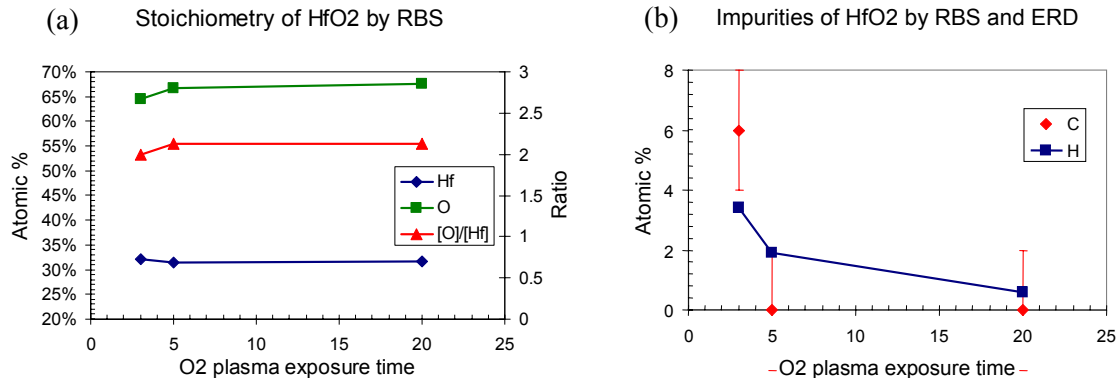 (a) Stoichiometry of HfO2 by RBS
70%
65%
60%
55%
50%
45%
40%
35%
30%
25%
20%
Atomic %
3
2.5
2
1.5
1
0.5
0
Ratio
Hf
O
[O]/[Hf]
0 5 10 15 20 25
O2 plasma exposure time
(b) Impurities of HfO2 by RBS and ERD
8
6
4
2
0
Atomic %
C
H
0 5 10 15 20 25
O2 plasma exposure time